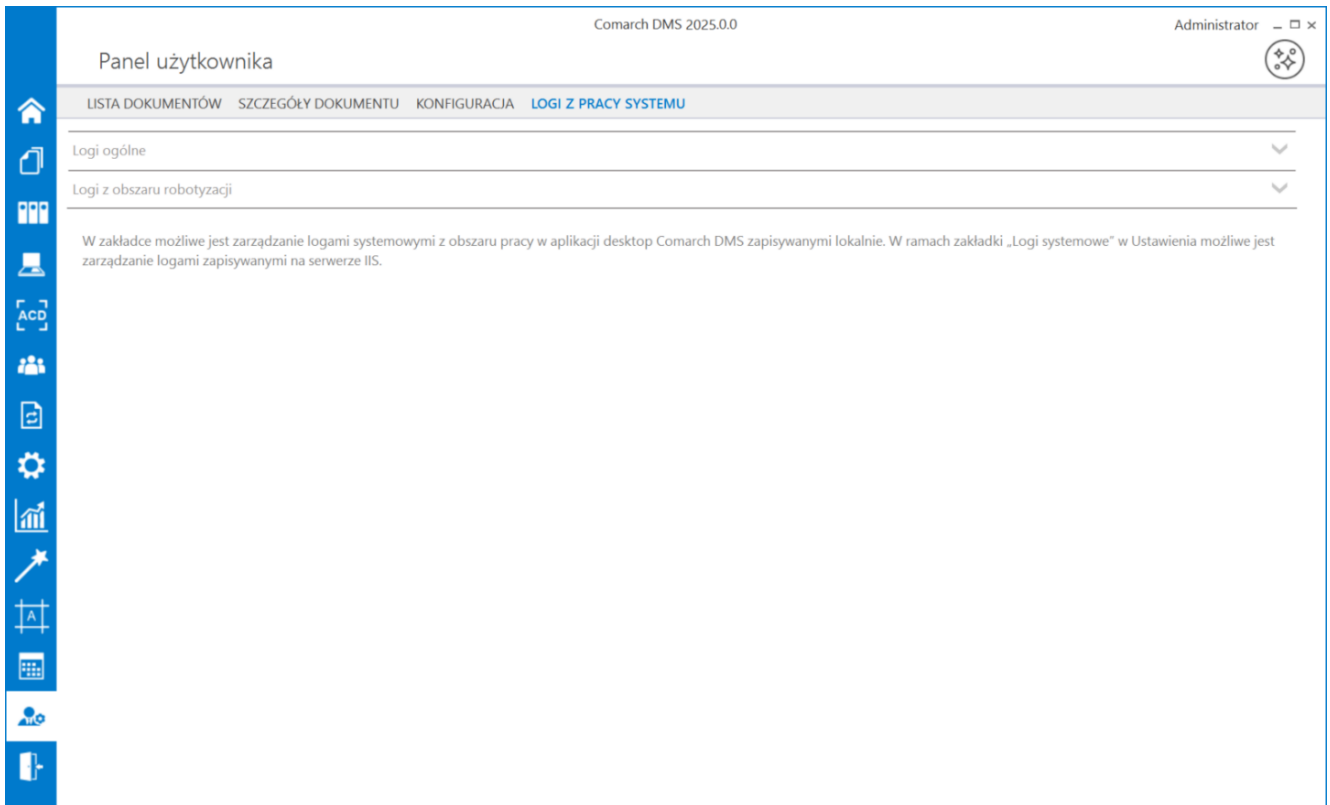 Comarch DMS 2025.0.0
Administrator
Panel użytkownika
LISTA DOKUMENTÓW SZCZEGÓŁY DOKUMENTU KONFIGURACJA LOGI Z PRACY SYSTEMU
Logi ogólne
Logi z obszaru robotyzacji
W zakładce możliwe jest zarządzanie logami systemowymi z obszaru pracy w aplikacji desktop Comarch DMS zapisywanymi lokalnie. W ramach zakładki „Logi systemowe” w Ustawienia możliwe jest
zarządzanie logami zapisywanymi na serwerze IIS.
ACD
A